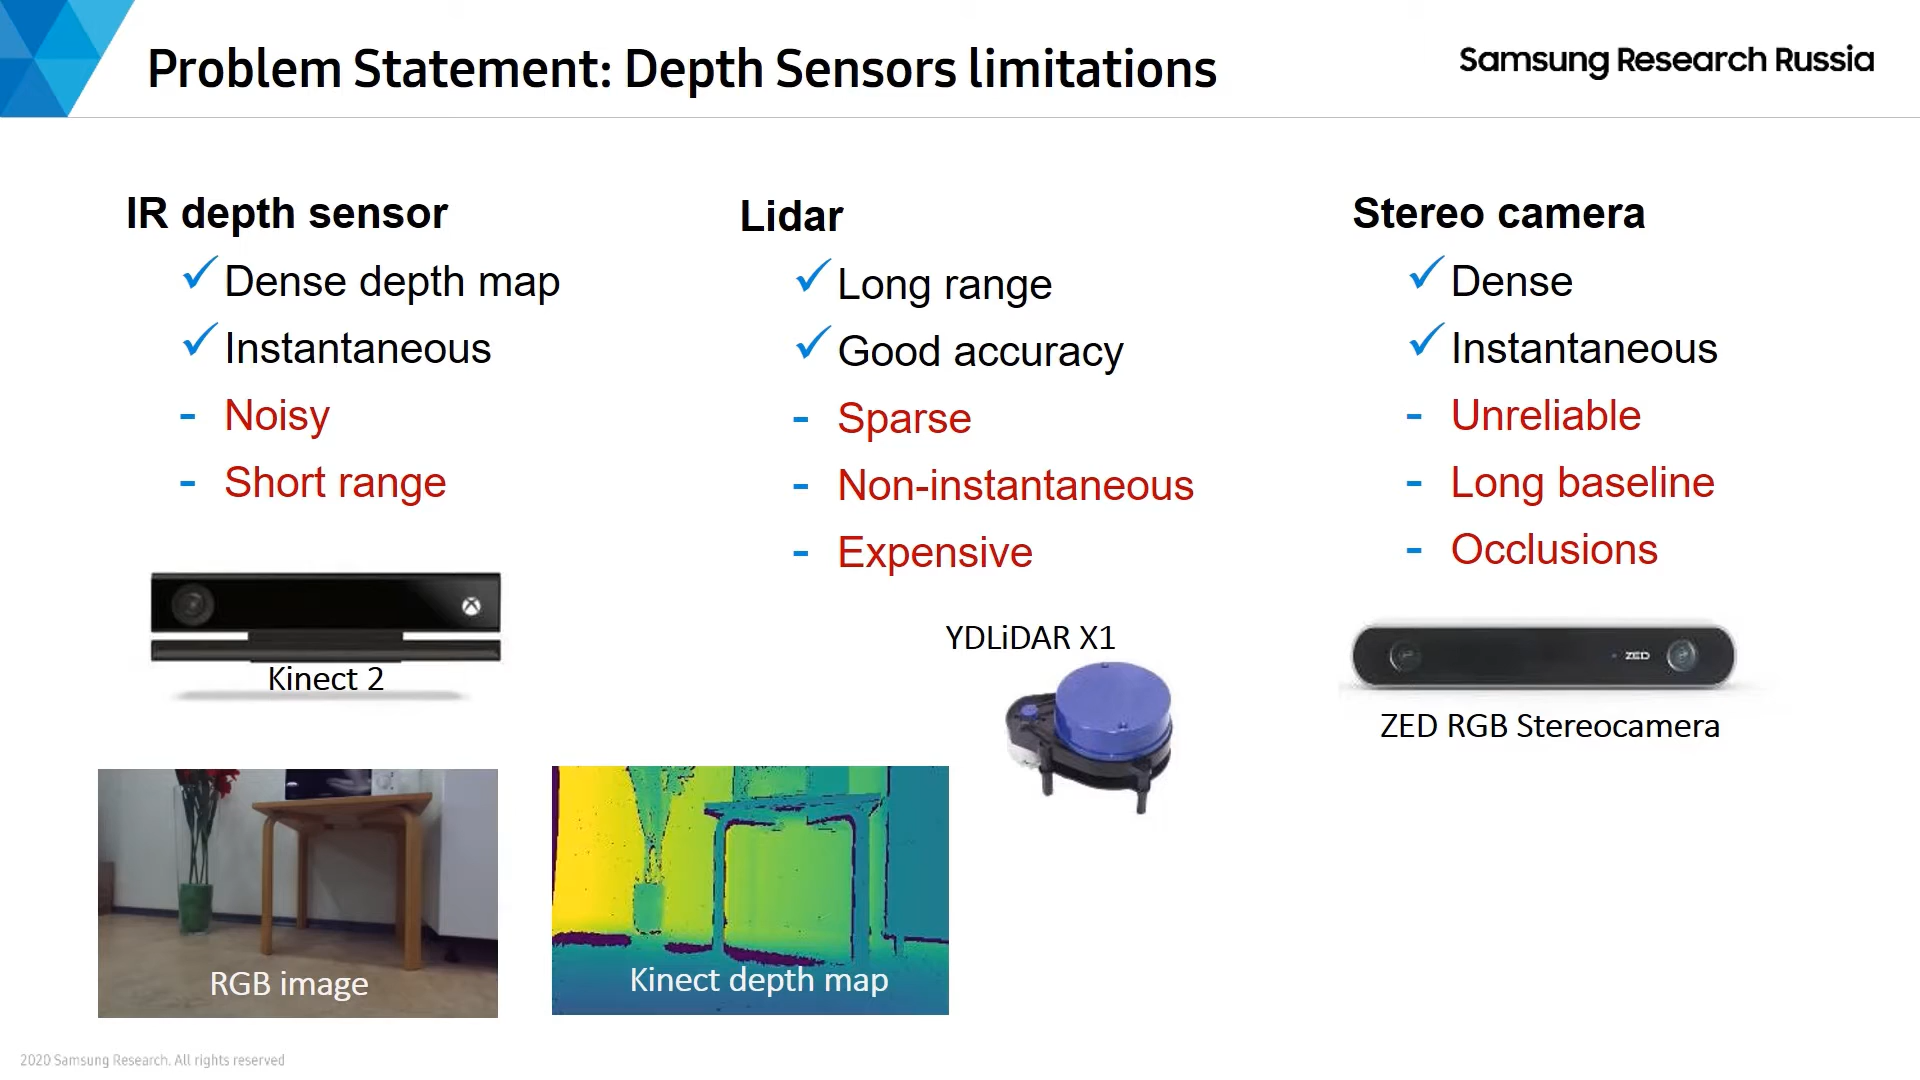 Problem Statement: Depth Sensors limitations
Samsung Research Russia
IR depth sensor
✓ Dense depth map
✓ Instantaneous
- Noisy
- Short range
Kinect 2
Lidar
✓ Long range
✓ Good accuracy
- Sparse
- Non-instantaneous
- Expensive
YDLiDAR X1
Stereo camera
✓ Dense
✓ Instantaneous
- Unreliable
- Long baseline
- Occlusions
ZED
ZED RGB Stereocamera
RGB image
Kinect depth map
2020 Samsung Research. All rights reserved